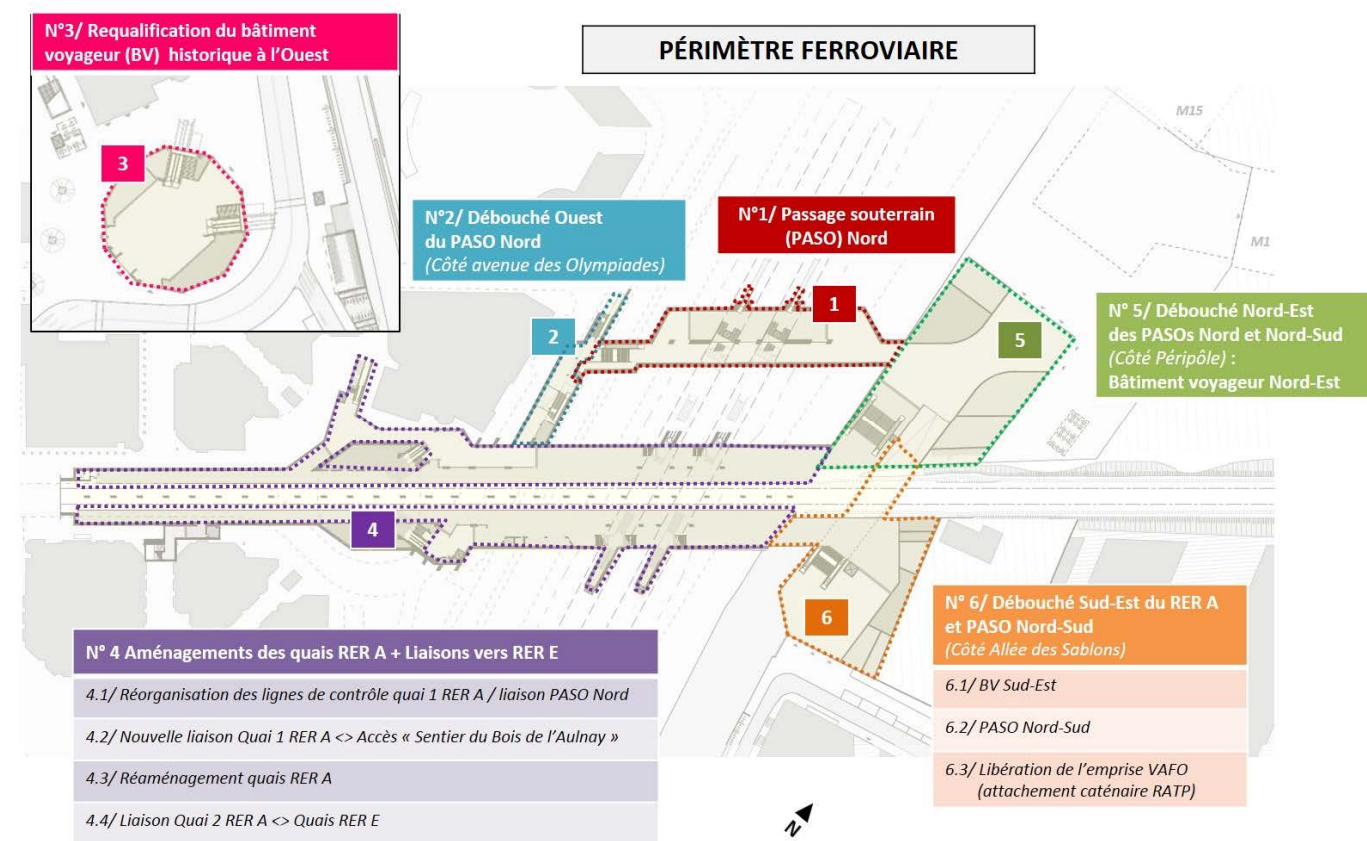 N°3/ Requalification du bâtiment
voyageur (BV) historique à l'Ouest
3
PÉRIMÈTRE FERROVIAIRE
M15
M1
N°2/ Débouché Ouest
du PASO Nord
(Côté avenue des Olympiades)
N°1/ Passage souterrain
(PASO) Nord
1
2
5
N° 5/ Débouché Nord-Est
des PASOs Nord et Nord-Sud
(Côté Péripôle) :
Bâtiment voyageur Nord-Est
4
6
N° 4 Aménagements des quais RER A + Liaisons vers RER E
4.1/ Réorganisation des lignes de contrôle quai 1 RER A / liaison PASO Nord
4.2/ Nouvelle liaison Quai 1 RER A <> Accès « Sentier du Bois de l'Aulnay »
4.3/ Réaménagement quais RER A
4.4/ Liaison Quai 2 RER A <> Quais RER E
N° 6/ Débouché Sud-Est du RER A
et PASO Nord-Sud
(Côté Allée des Sablons)
6.1/ BV Sud-Est
6.2/ PASO Nord-Sud
6.3/ Libération de l'emprise VAFO
(attachement caténaire RATP)
N